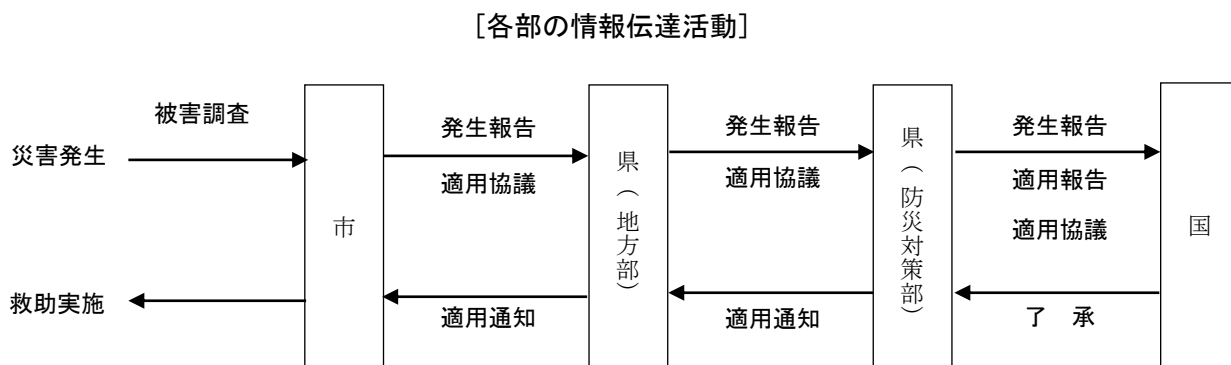 [各部の情報伝達活動]
被害調査
災害発生
市
発生報告
適用協議
県（地方部）
発生報告
適用協議
県（防災対策部）
発生報告
適用報告
適用協議
国
救助実施
適用通知
適用通知
了　承